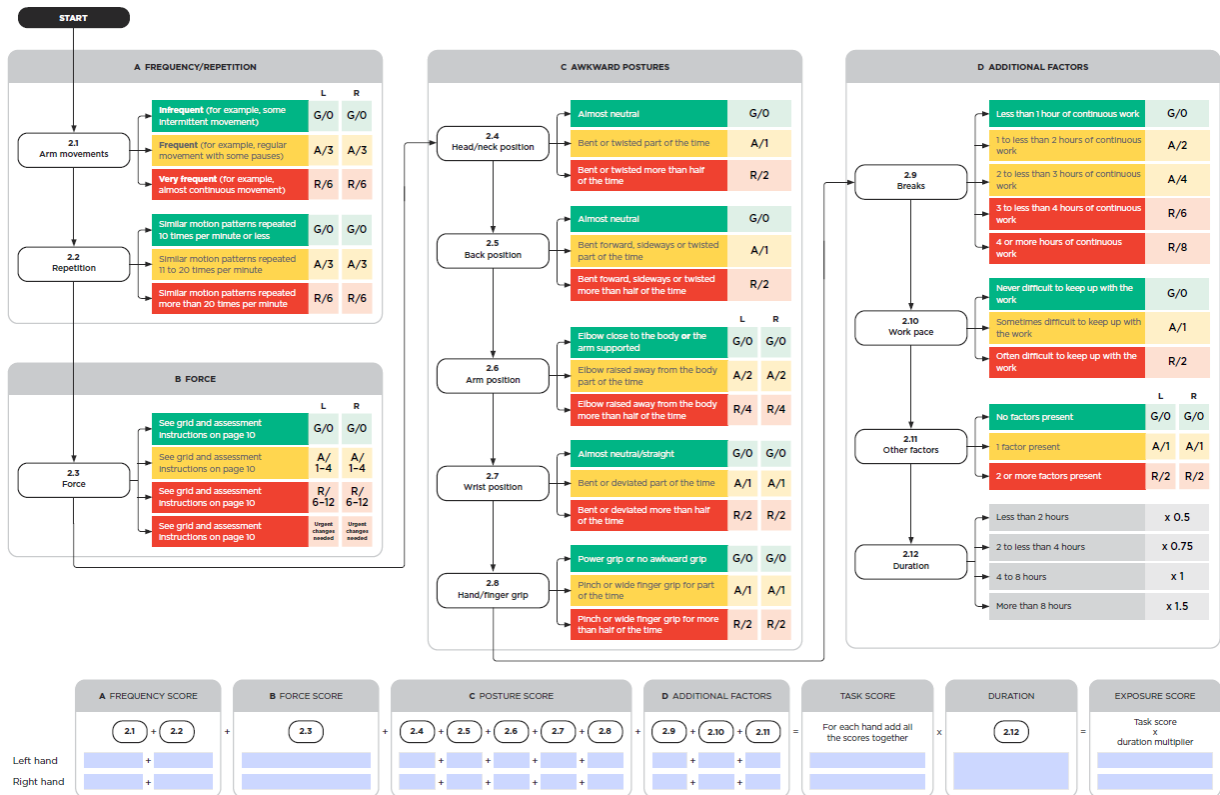 START
A FREQUENCY/REPETITION
L R
2.1
Arm movements
Infrequent (for example, some
intermittent movement)
G/0 G/0
Frequent (for example, regular
movement with some pauses)
A/3 A/3
Very frequent (for example,
almost continuous movement)
R/6 R/6
2.2
Repetition
Similar motion patterns repeated
10 times per minute or less
G/0 G/0
Similar motion patterns repeated
11 to 20 times per minute
A/3 A/3
Similar motion patterns repeated
more than 20 times per minute
R/6 R/6
B FORCE
L R
2.3
Force
See grid and assessment
instructions on page 10
G/0 G/0
See grid and assessment
instructions on page 10
A/ A/
1–4 1–4
See grid and assessment
instructions on page 10
R/ R/
6–12 6–12
See grid and assessment
instructions on page 10
Urgent Urgent
changes changes
needed needed
C AWKWARD POSTURES
2.4
Head/neck position
Almost neutral
G/0
Bent or twisted part of the time
A/1
Bent or twisted more than half
of the time
R/2
2.5
Back position
Almost neutral
G/0
Bent forward, sideways or twisted
part of the time
A/1
Bent foward, sideways or twisted
more than half of the time
R/2
L R
2.6
Arm position
Elbow close to the body or the
arm supported
G/0 G/0
Elbow raised away from the body
part of the time
A/2 A/2
Elbow raised away from the body
more than half of the time
R/4 R/4
2.7
Wrist position
Almost neutral/straight
G/0 G/0
Bent or deviated part of the time
A/1 A/1
Bent or deviated more than half
of the time
R/2 R/2
2.8
Hand/finger grip
Power grip or no awkward grip
G/0 G/0
Pinch or wide finger grip for part
of the time
A/1 A/1
Pinch or wide finger grip for more
than half of the time
R/2 R/2
D ADDITIONAL FACTORS
2.9
Breaks
Less than 1 hour of continuous work
G/0
1 to less than 2 hours of continuous
work
A/2
2 to less than 3 hours of continuous
work
A/4
3 to less than 4 hours of continuous
work
R/6
4 or more hours of continuous
work
R/8
2.10
Work pace
Never difficult to keep up with the
work
G/0
Sometimes difficult to keep up with
the work
A/1
Often difficult to keep up with the
work
R/2
L R
2.11
Other factors
No factors present
G/0 G/0
1 factor present
A/1 A/1
2 or more factors present
R/2 R/2
2.12
Duration
Less than 2 hours
x 0.5
2 to less than 4 hours
x 0.75
4 to 8 hours
x 1
More than 8 hours
x 1.5
A FREQUENCY SCORE B FORCE SCORE C POSTURE SCORE D ADDITIONAL FACTORS TASK SCORE DURATION EXPOSURE SCORE
2.1 + 2.2 + 2.3 + 2.4 + 2.5 + 2.6 + 2.7 + 2.8 + 2.9 + 2.10 + 2.11 = For each hand add all
the scores together
x 2.12 = Task score
x
duration multiplier
Left hand + + + + + + +
Right hand + + + + + + +